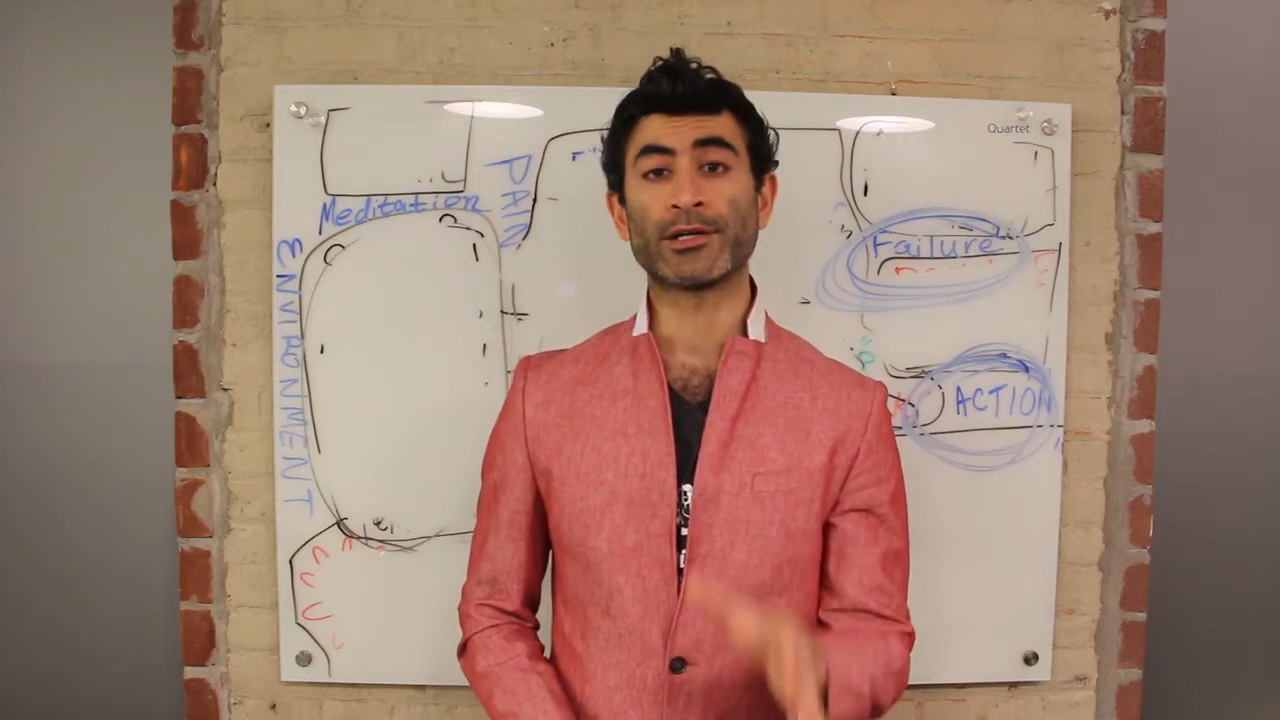 Quartet
PAIN
Meditation
Failure
ENVIRONMENT
ACTION